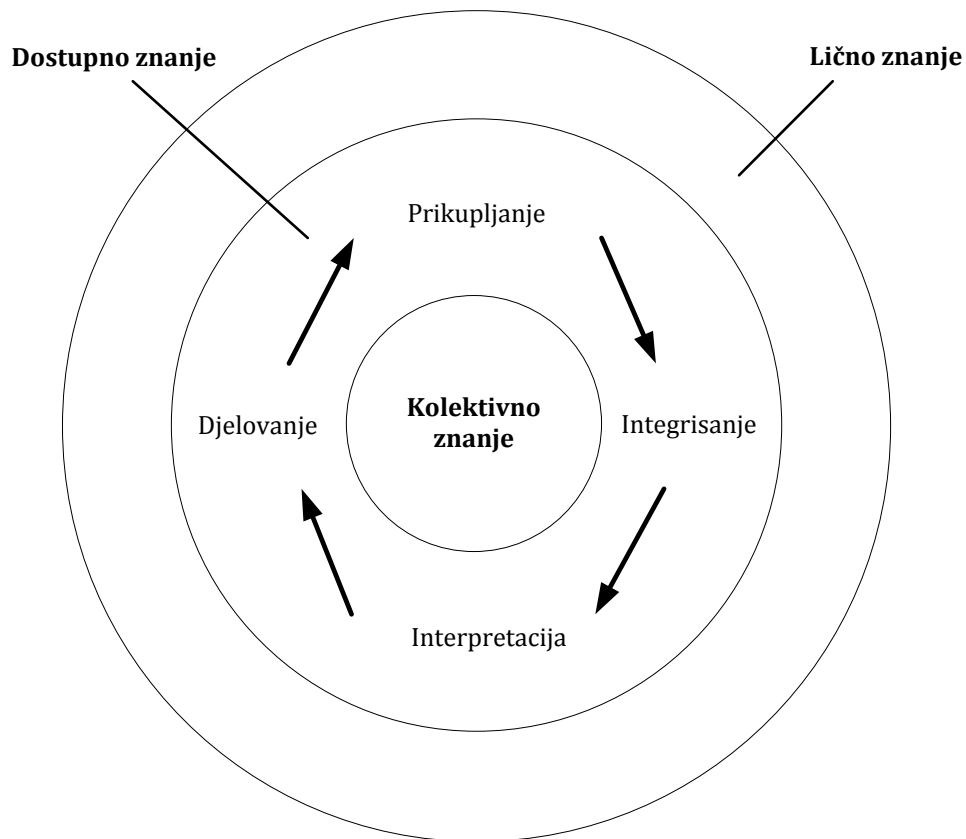 Dostupno znanje
Lično znanje
Prikupljanje
Djelovanje
Kolektivno
znanje
Integrisanje
Interpretacija